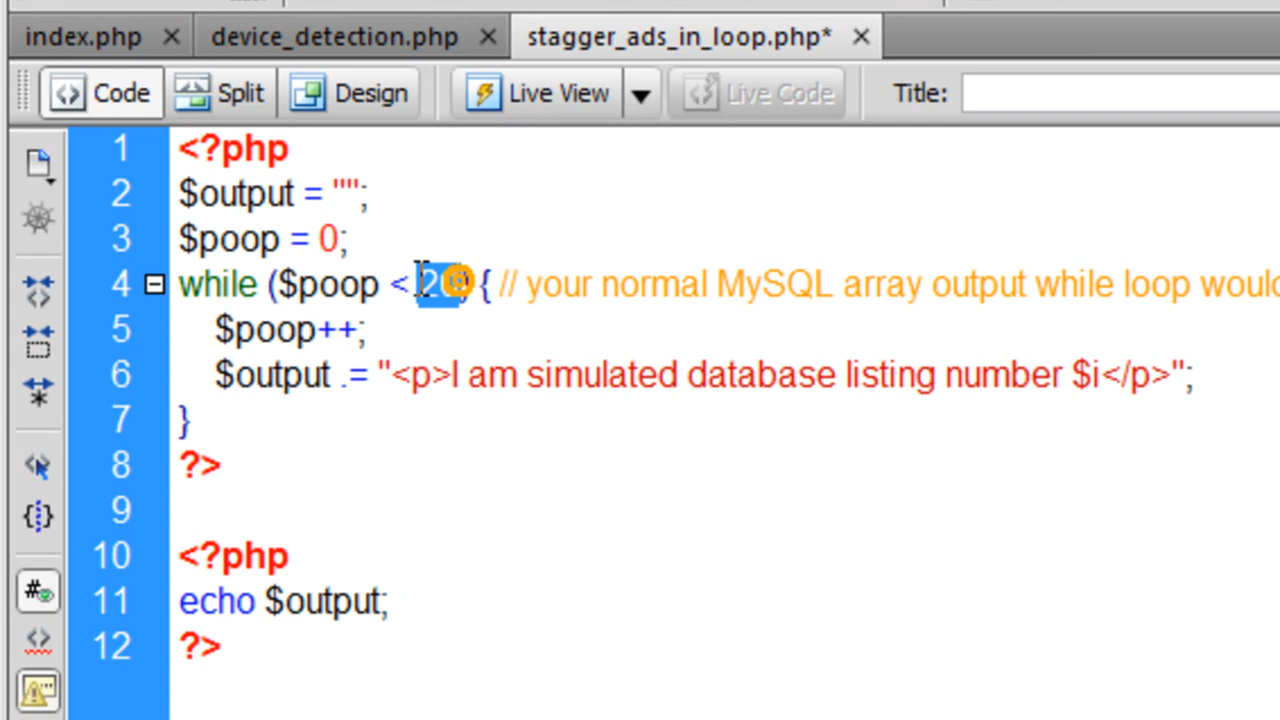 index.php
device_detection.php
stagger_ads_in_loop.php*
Code
Split
Design
Live View
Live Code
Title:
1 <?php
2 $output = "";
3 $poop = 0;
4 while ($poop < 20) { // your normal MySQL array output while loop would
5 $poop++;
6 $output .= "<p>I am simulated database listing number $i</p>";
7 }
8 ?>
9
10 <?php
11 echo $output;
12 ?>